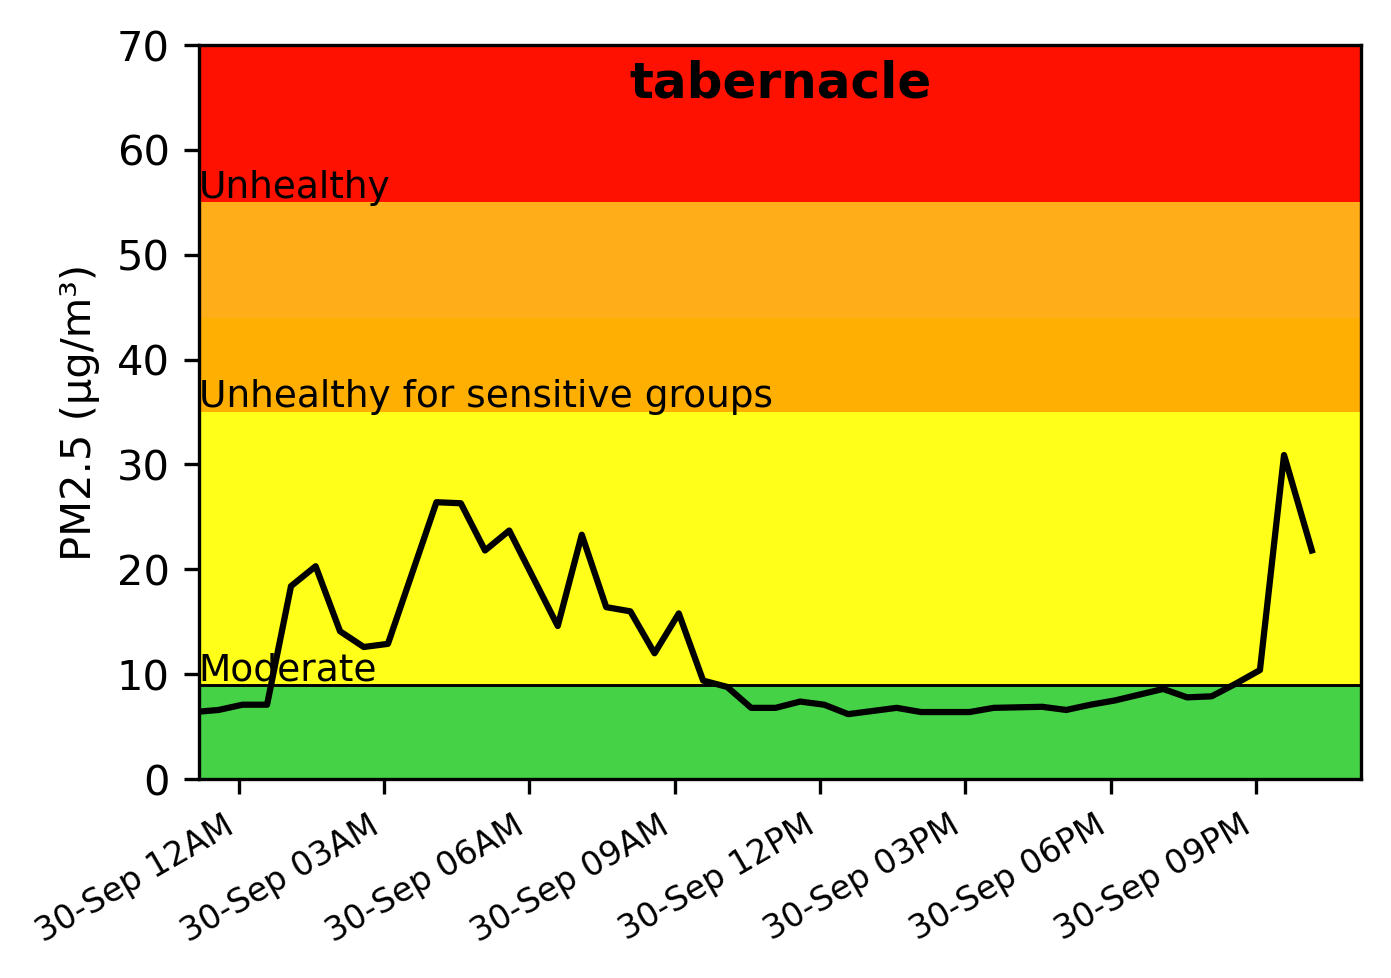 tabernacle
70
60
50
40
30
20
10
0
PM2.5 (µg/m³)
Unhealthy
Unhealthy for sensitive groups
Moderate
30-Sep 12AM
30-Sep 03AM
30-Sep 06AM
30-Sep 09AM
30-Sep 12PM
30-Sep 03PM
30-Sep 06PM
30-Sep 09PM